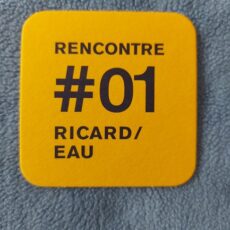 RENCONTRE
#01
RICARD/
EAU